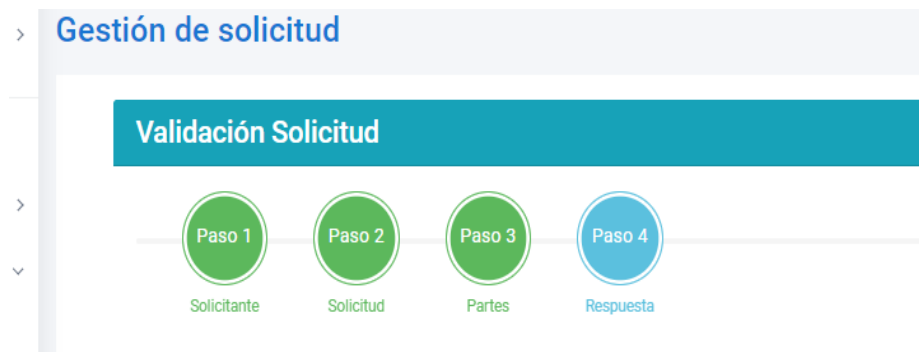 Gestión de solicitud
Validación Solicitud
Paso 1 Paso 2 Paso 3 Paso 4
Solicitante Solicitud Partes Respuesta